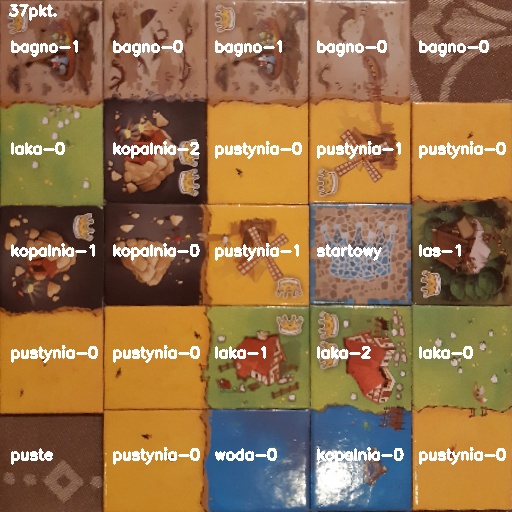 37pkt.
bagno-1 bagno-0 bagno-1 bagno-0 bagno-0
laka-0 kopalnia-2 pustynia-0 pustynia-1 pustynia-0
kopalnia-1 kopalnia-0 pustynia-1 startowy las-1
pustynia-0 pustynia-0 laka-1 laka-2 laka-0
puste pustynia-0 woda-0 kopalnia-0 pustynia-0